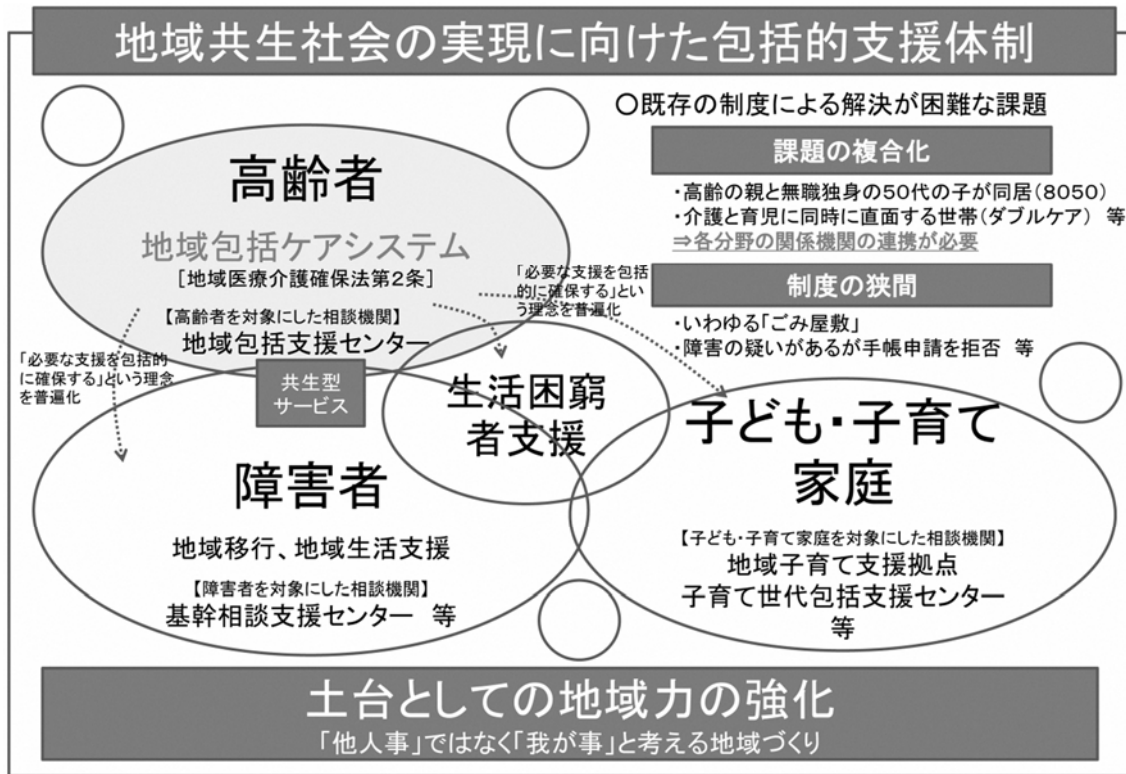 地域共生社会の実現に向けた包括的支援体制
○既存の制度による解決が困難な課題
課題の複合化
・高齢の親と無職独身の50代の子が同居(8050)
・介護と育児に同時に直面する世帯(ダブルケア) 等
⇒各分野の関係機関の連携が必要
制度の狭間
・いわゆる「ごみ屋敷」
・障害の疑いがあるが手帳申請を拒否 等
高齢者
地域包括ケアシステム
[地域医療介護確保法第2条]
【高齢者を対象にした相談機関】
地域包括支援センター
「必要な支援を包括
的に確保する」とい
う理念を普遍化
「必要な支援を包括的
に確保する」という理念
を普遍化
共生型
サービス
生活困窮
者支援
障害者
地域移行、地域生活支援
【障害者を対象にした相談機関】
基幹相談支援センター 等
子ども・子育て
家庭
【子ども・子育て家庭を対象にした相談機関】
地域子育て支援拠点
子育て世代包括支援センター
等
土台としての地域力の強化
「他人事」ではなく「我が事」と考える地域づくり